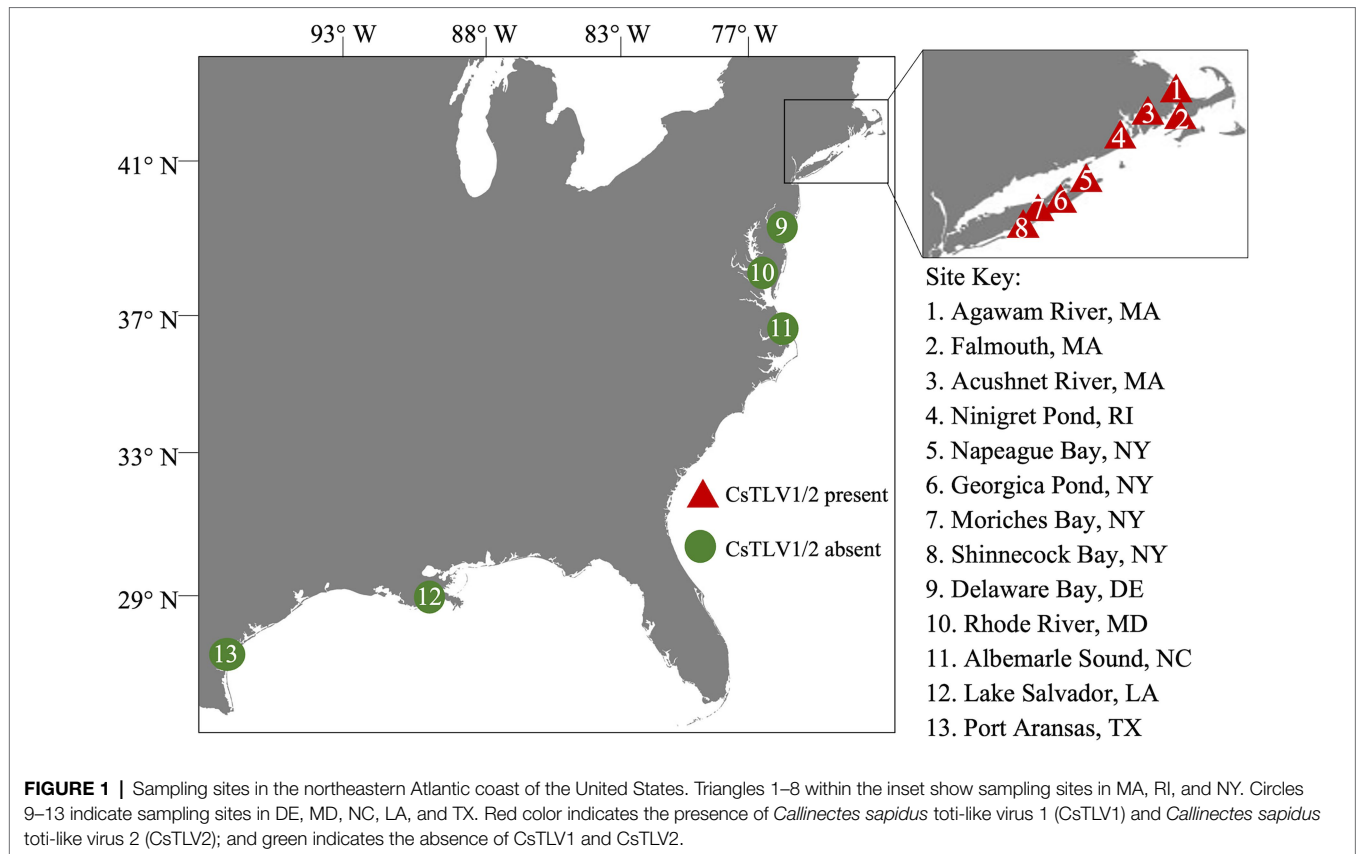 93° W 88° W 83° W 77° W
41° N
37° N
33° N
29° N
1
2
3
4
5
6
7
8
9
10
11
12
13
CsTLV1/2 present
CsTLV1/2 absent
Site Key:
1. Agawam River, MA
2. Falmouth, MA
3. Acushnet River, MA
4. Ninigret Pond, RI
5. Napeague Bay, NY
6. Georgica Pond, NY
7. Moriches Bay, NY
8. Shinnecock Bay, NY
9. Delaware Bay, DE
10. Rhode River, MD
11. Albemarle Sound, NC
12. Lake Salvador, LA
13. Port Aransas, TX
FIGURE 1 | Sampling sites in the northeastern Atlantic coast of the United States. Triangles 1–8 within the inset show sampling sites in MA, RI, and NY. Circles
9–13 indicate sampling sites in DE, MD, NC, LA, and TX. Red color indicates the presence of Callinectes sapidus toti-like virus 1 (CsTLV1) and Callinectes sapidus
toti-like virus 2 (CsTLV2); and green indicates the absence of CsTLV1 and CsTLV2.